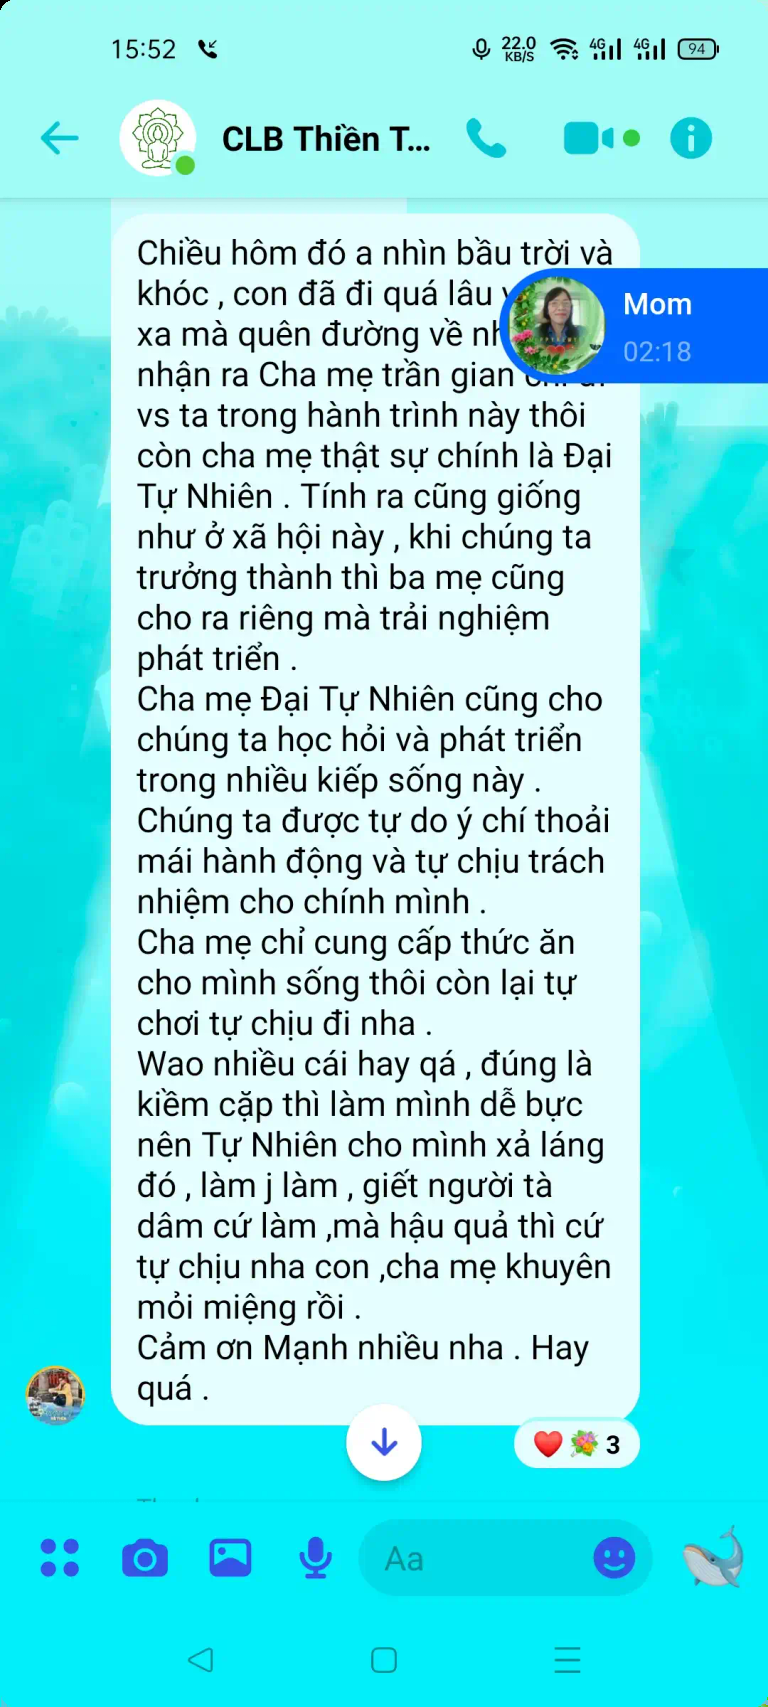 15:52
22.0
KB/S
4G
4G
94
CLB Thiền T...
Chiều hôm đó a nhìn bầu trời và
khóc , con đã đi quá lâu
xa mà quên đường về
nhận ra Cha mẹ trần gian
Mom
02:18
vs ta trong hành trình này thôi
còn cha mẹ thật sự chính là Đại
Tự Nhiên . Tính ra cũng giống
như ở xã hội này , khi chúng ta
trưởng thành thì ba mẹ cũng
cho ra riêng mà trải nghiệm
phát triển .
Cha mẹ Đại Tự Nhiên cũng cho
chúng ta học hỏi và phát triển
trong nhiều kiếp sống này .
Chúng ta được tự do ý chí thoải
mái hành động và tự chịu trách
nhiệm cho chính mình .
Cha mẹ chỉ cung cấp thức ăn
cho mình sống thôi còn lại tự
chơi tự chịu đi nha .
Wao nhiều cái hay qá , đúng là
kiềm cặp thì làm mình dễ bực
nên Tự Nhiên cho mình xả láng
đó , làm j làm , giết người tà
dâm cứ làm ,mà hậu quả thì cứ
tự chịu nha con ,cha mẹ khuyên
mỏi miệng rồi .
Cảm ơn Mạnh nhiều nha . Hay
quá .
3
Aa